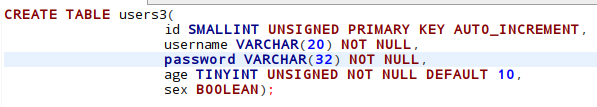 CREATE TABLE users3(
id SMALLINT UNSIGNED PRIMARY KEY AUTO_INCREMENT,
username VARCHAR(20) NOT NULL,
password VARCHAR(32) NOT NULL,
age TINYINT UNSIGNED NOT NULL DEFAULT 10,
sex BOOLEAN);